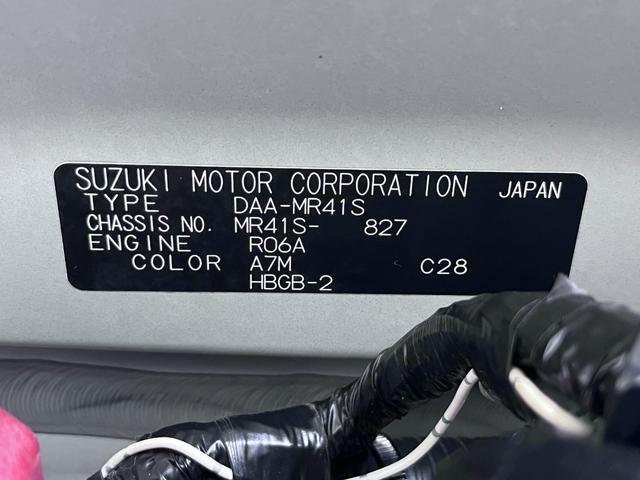 SUZUKI MOTOR CORPORATION JAPAN
TYPE DAA-MR41S
CHASSIS NO. MR41S- 827
ENGINE R06A
COLOR A7M C28
HBGB-2